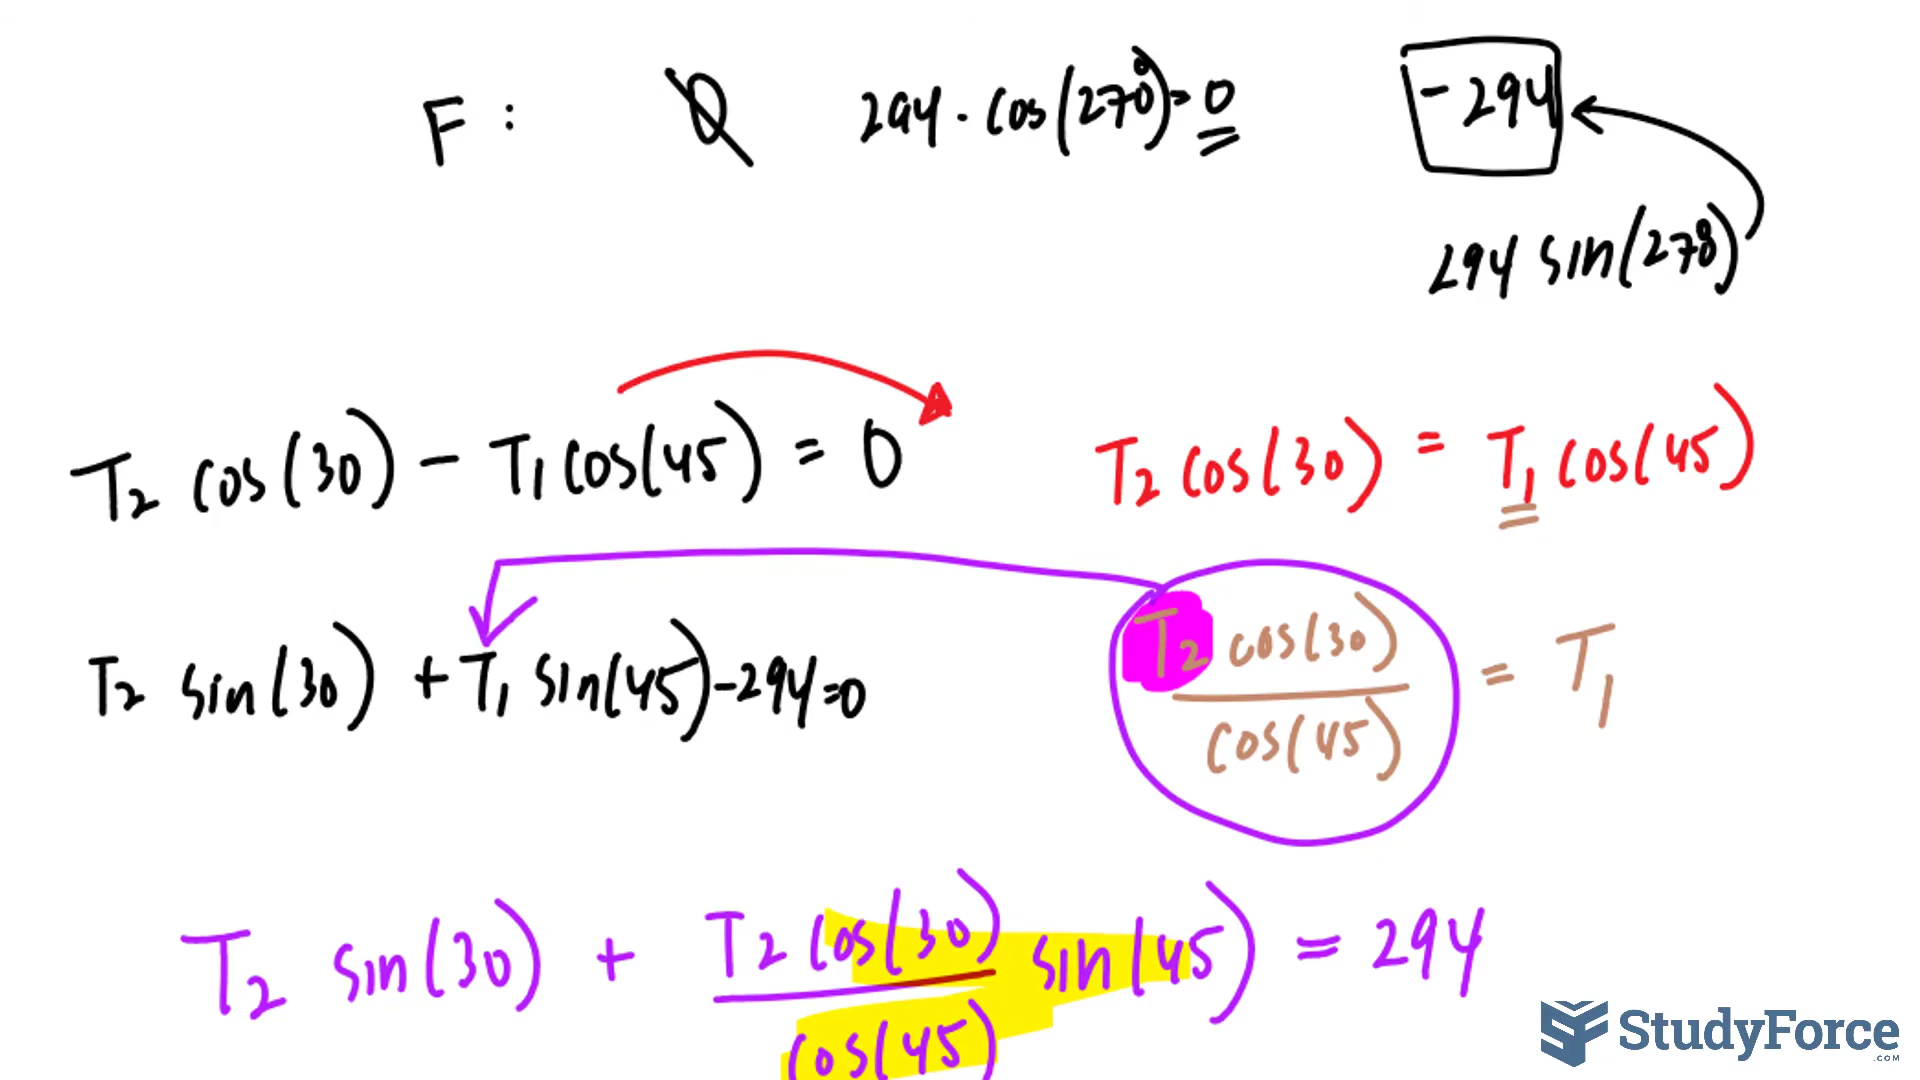 F : 0 294 · cos(270°) = 0 -294
294 sin(270)
T₂ cos(30) - T₁ cos(45) = 0 T₂ cos(30) = T₁ cos(45)
T₂ sin(30) + T₁ sin(45) -294=0 T₂ cos(30) / cos(45) = T₁
T₂ sin(30) + T₂ cos(30) / cos(45) sin(45) = 294
StudyForce
.COM